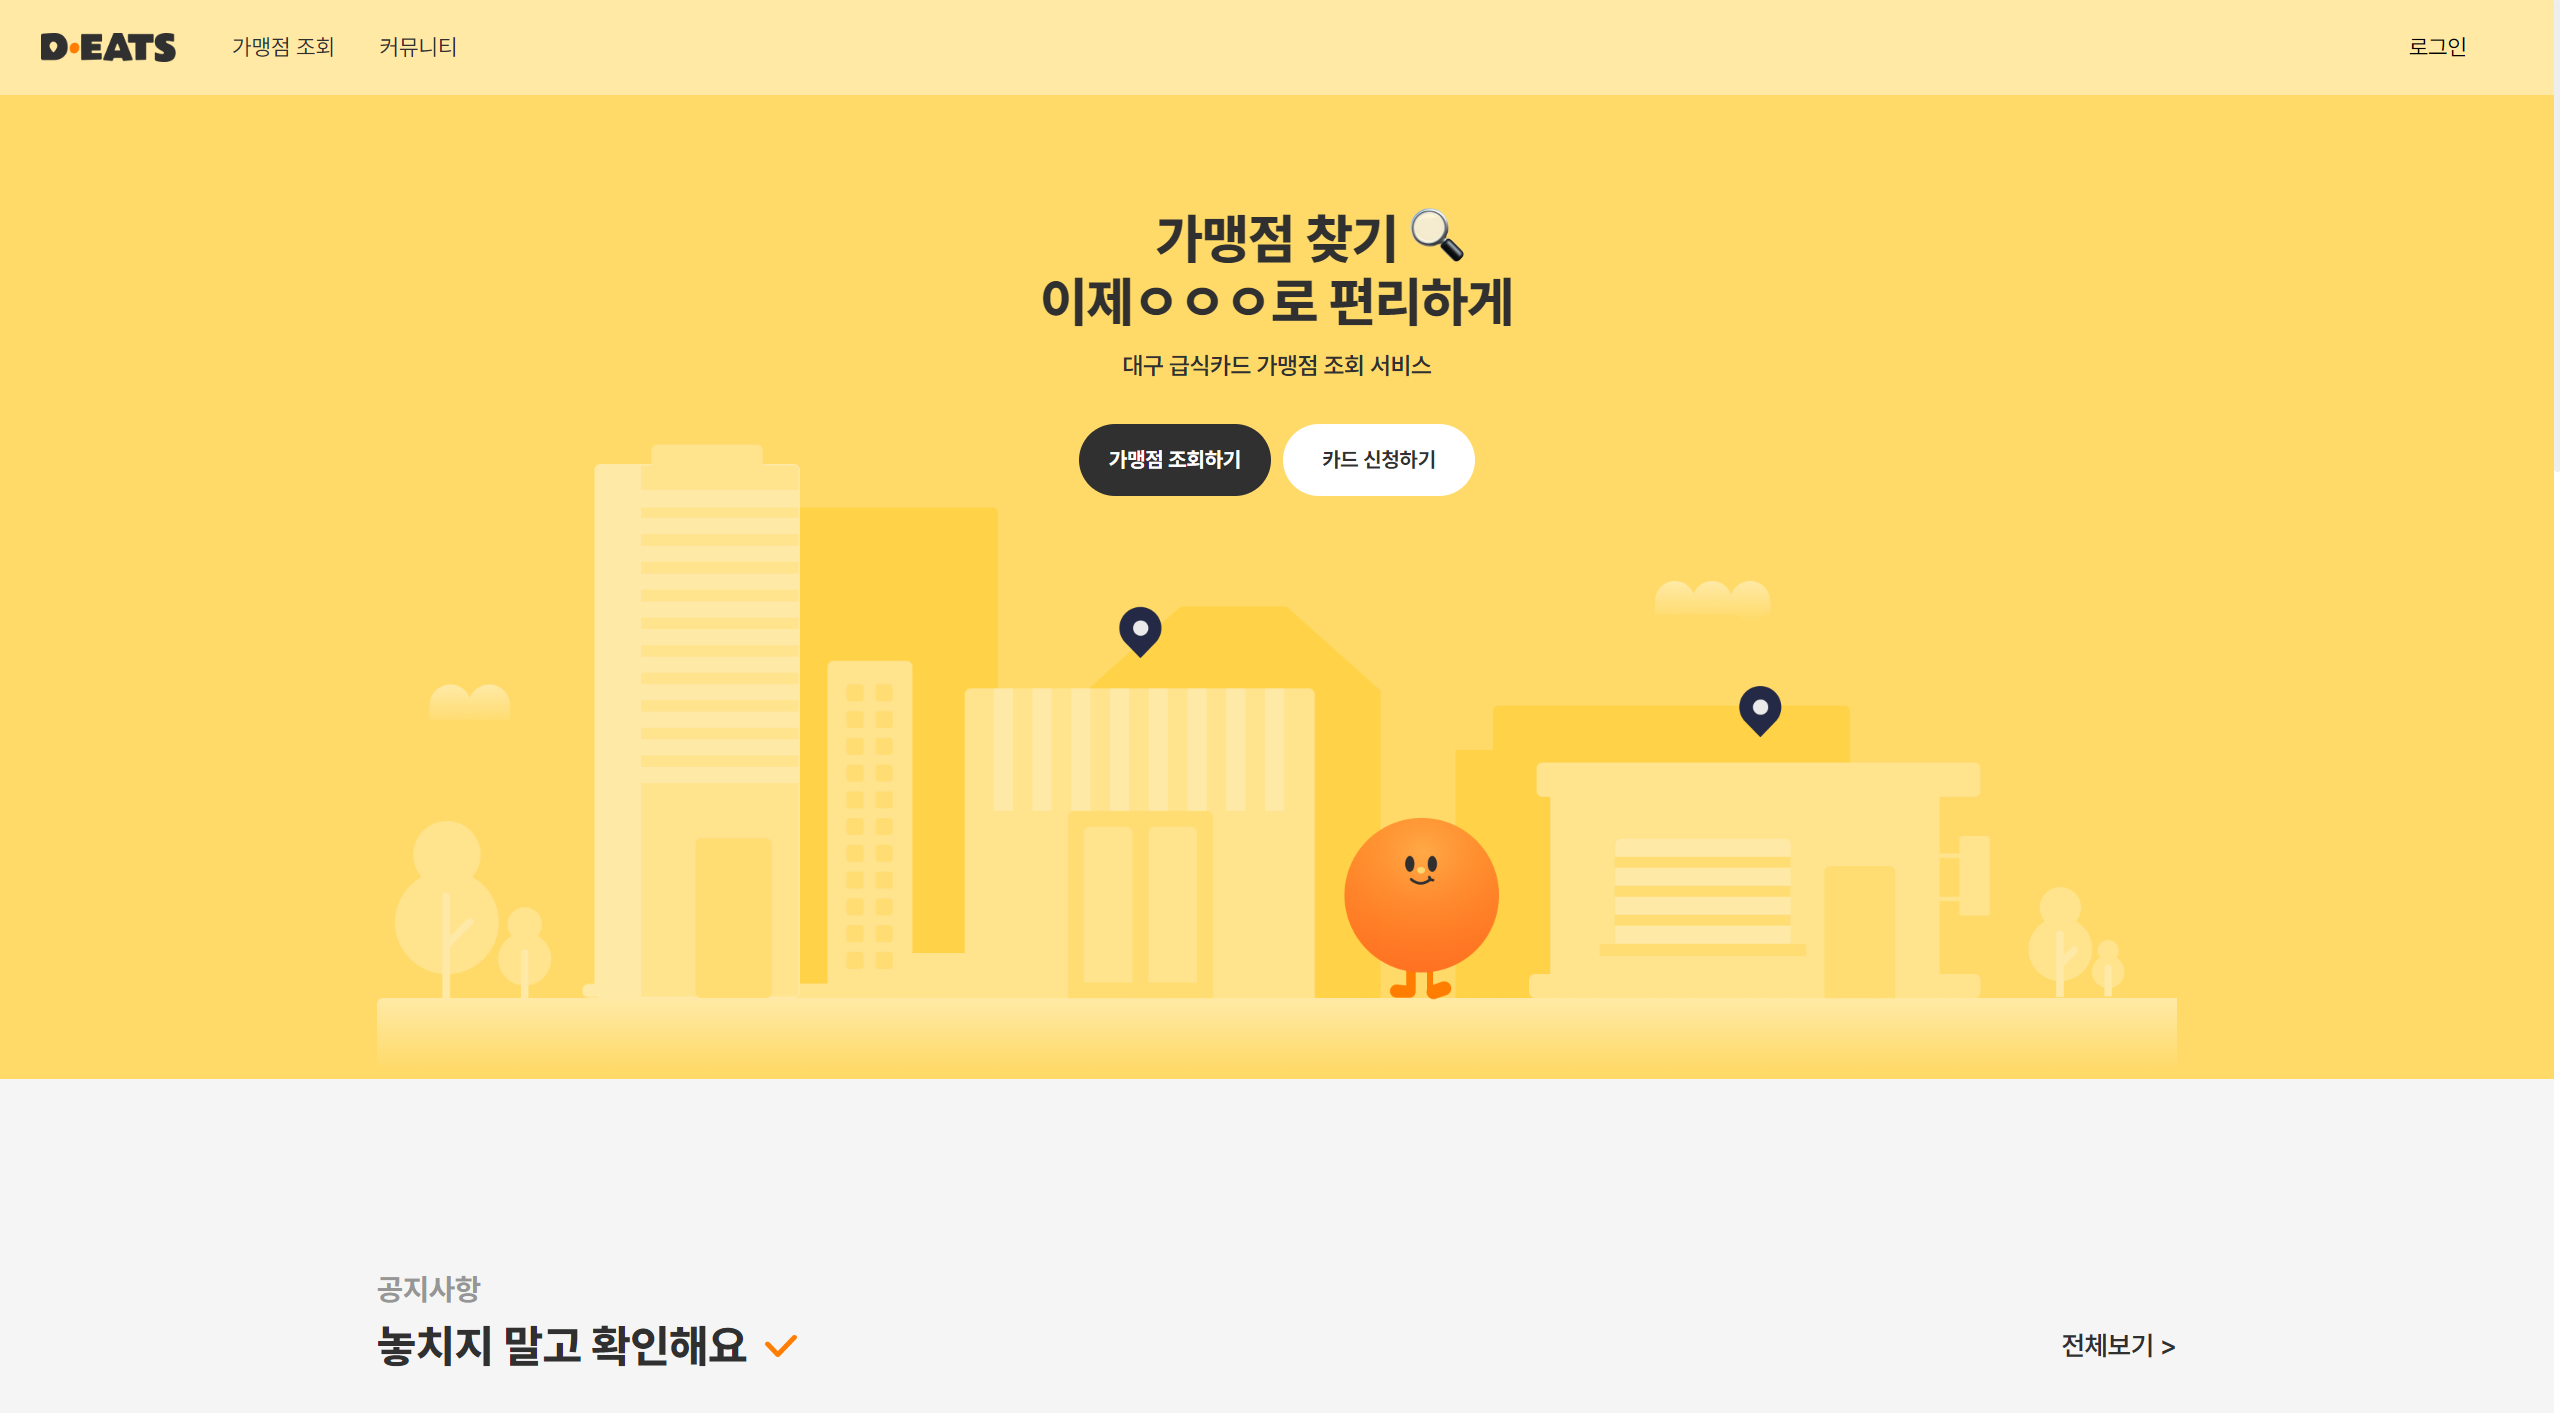 D·EATS
가맹점 조회
커뮤니티
로그인
가맹점 찾기
이제ㅇㅇㅇ로 편리하게
대구 급식카드 가맹점 조회 서비스
가맹점 조회하기
카드 신청하기
공지사항
놓치지 말고 확인해요
전체보기 >